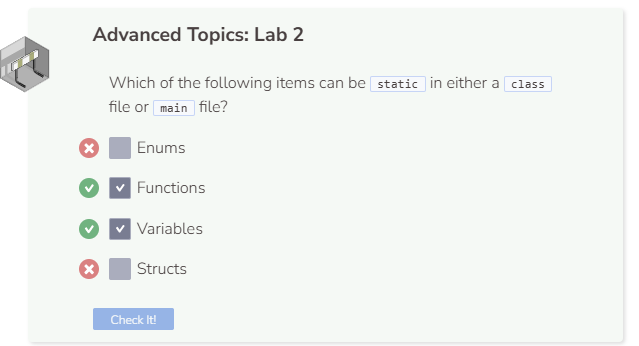 Advanced Topics: Lab 2
Which of the following items can be static in either a class
file or main file?
Enums
Functions
Variables
Structs
Check It!